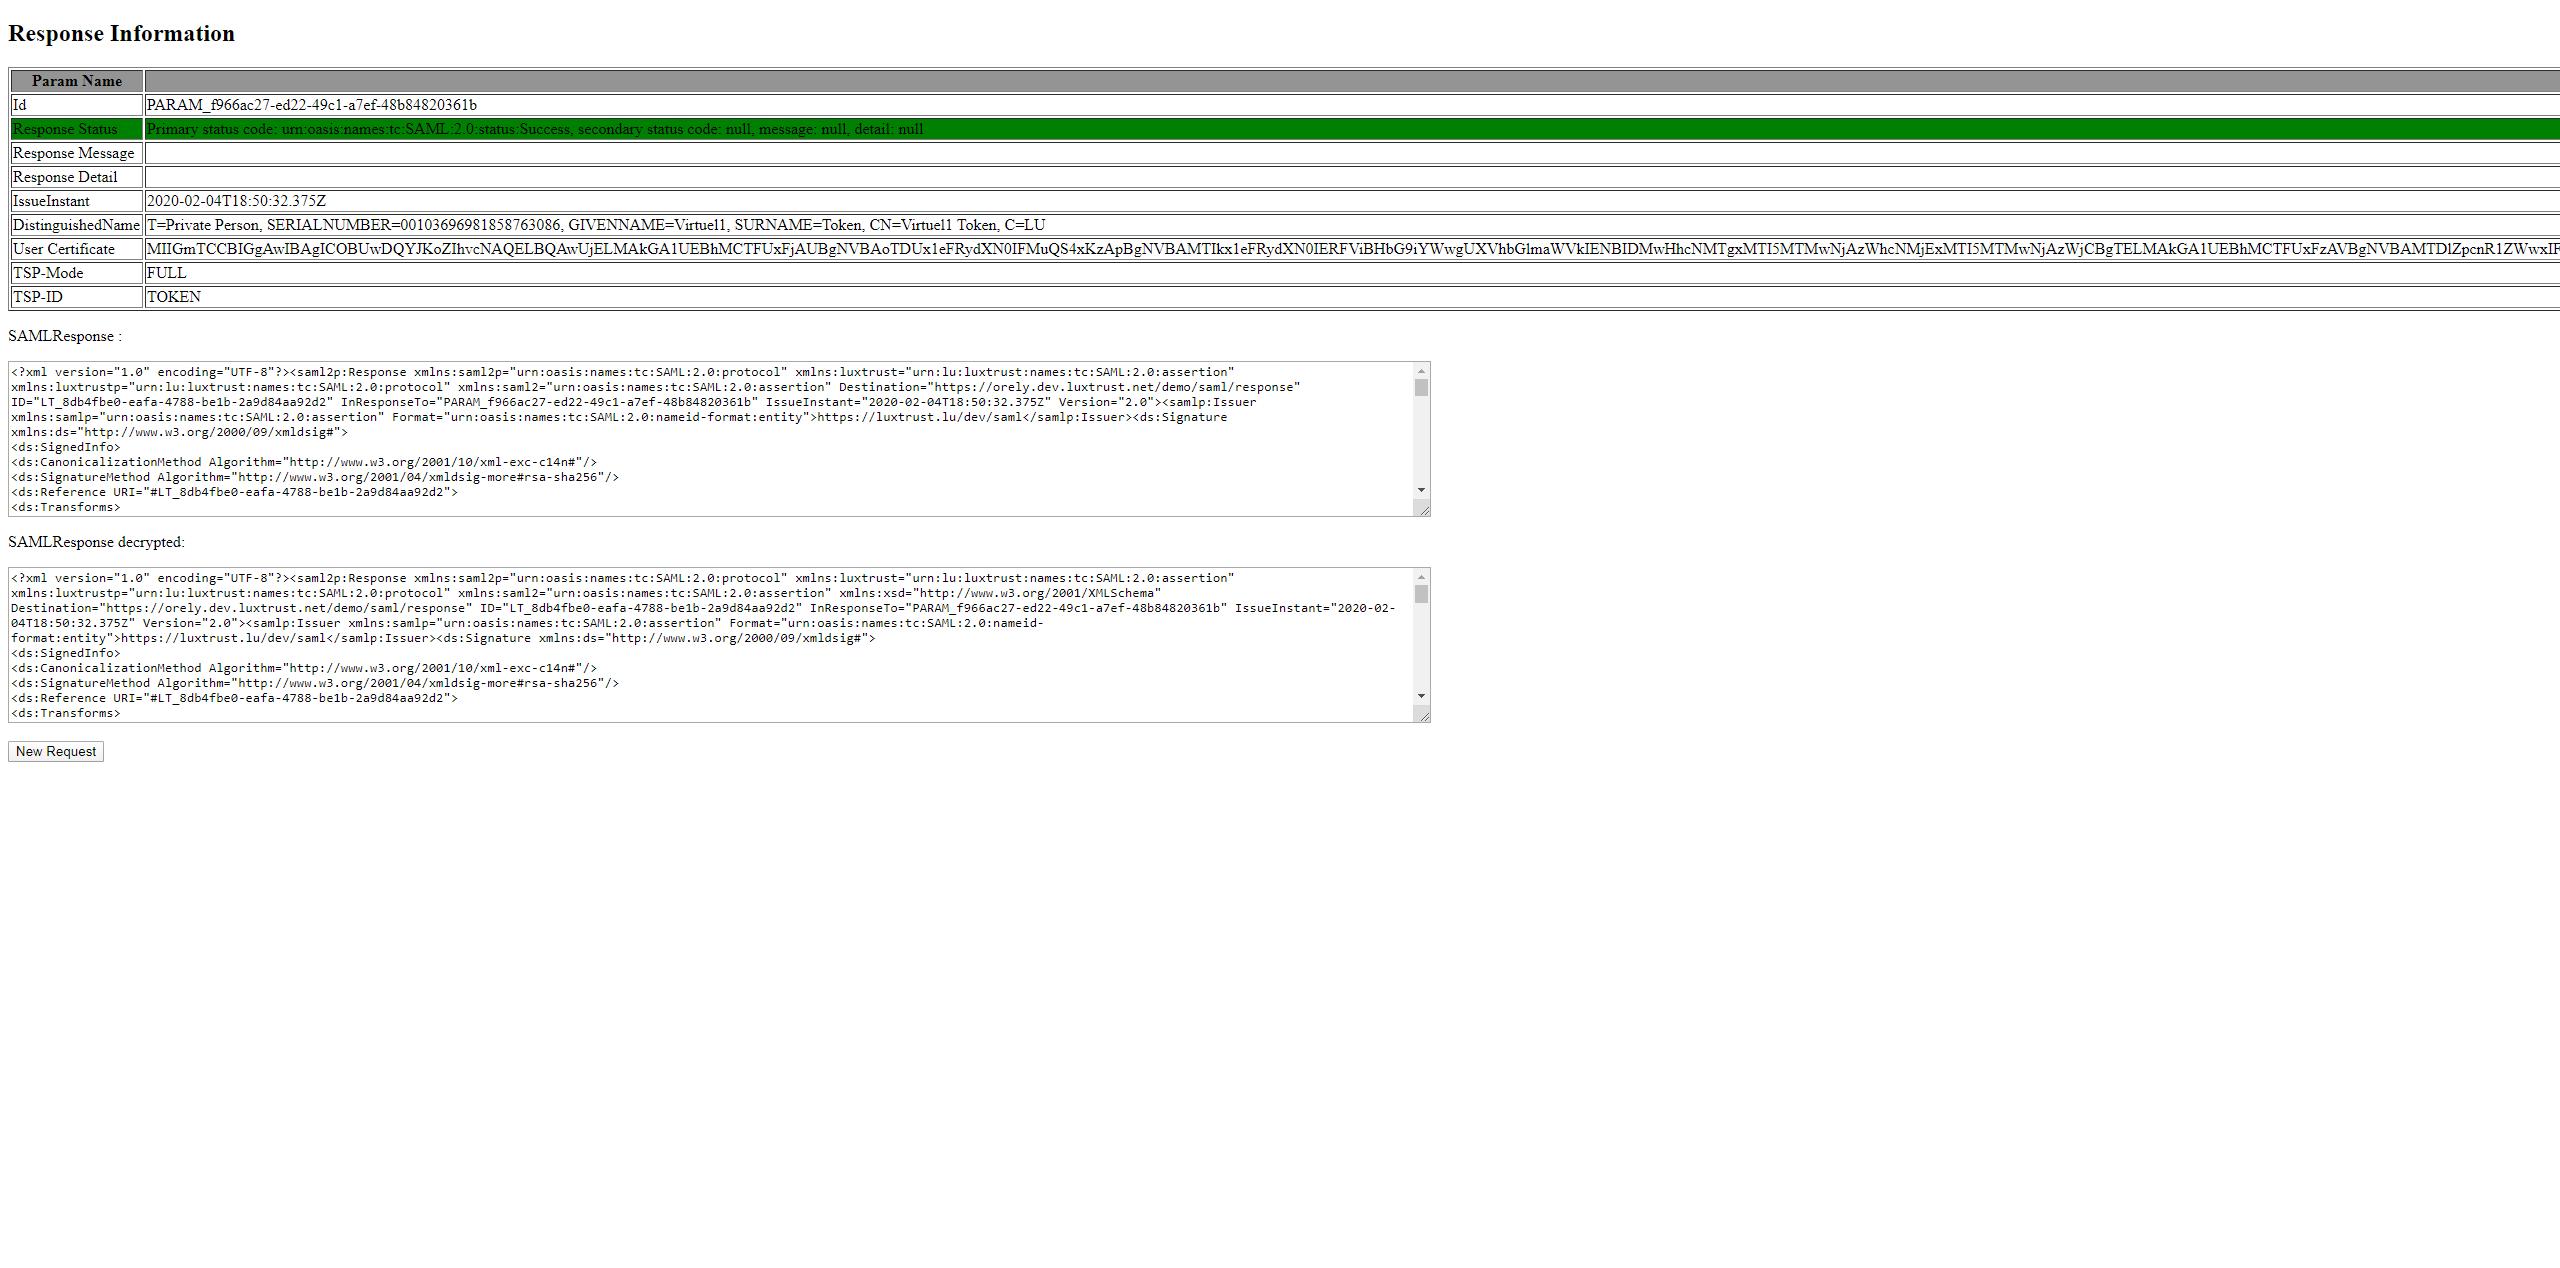 Response Information
Param Name
Id PARAM_f966ac27-ed22-49c1-a7ef-48b84820361b
Response Status Primary status code: urn:oasis:names:tc:SAML:2.0:status:Success, secondary status code: null, message: null, detail: null
Response Message
Response Detail
IssueInstant 2020-02-04T18:50:32.375Z
DistinguishedName T=Private Person, SERIALNUMBER=00103696981858763086, GIVENNAME=Virtuel1, SURNAME=Token, CN=Virtuel1 Token, C=LU
User Certificate MIIGmTCCBIGgAwIBAgICOBUwDQYJKoZIhvcNAQELBQAwUjELMAkGA1UEBhMCTFUxFjAUBgNVBAoTDUx1eFRydXN0IFMuQS4xKzApBgNVBAMTIkx1eFRydXN0IERFViBHbG9iYWwgUXVhbGlmaWVkIENBIDMwHhcNMTgxMTI5MTMwNjAzWhcNMjExMTI5MTMwNjAzWjCBgTELMAkGA1UEBhMCTFUxFzAVBgNVBAMTDlZpcnR1ZWwxIF
TSP-Mode FULL
TSP-ID TOKEN
SAMLResponse :
<?xml version="1.0" encoding="UTF-8"?><saml2p:Response xmlns:saml2p="urn:oasis:names:tc:SAML:2.0:protocol" xmlns:luxtrust="urn:lu:luxtrust:names:tc:SAML:2.0:assertion"
xmlns:luxtrustp="urn:lu:luxtrust:names:tc:SAML:2.0:protocol" xmlns:saml2="urn:oasis:names:tc:SAML:2.0:assertion" Destination="https://orely.dev.luxtrust.net/demo/saml/response"
ID="LT_8db4fbe0-eafa-4788-be1b-2a9d84aa92d2" InResponseTo="PARAM_f966ac27-ed22-49c1-a7ef-48b84820361b" IssueInstant="2020-02-04T18:50:32.375Z" Version="2.0"><samlp:Issuer
xmlns:samlp="urn:oasis:names:tc:SAML:2.0:assertion" Format="urn:oasis:names:tc:SAML:2.0:nameid-format:entity">https://luxtrust.lu/dev/saml</samlp:Issuer><ds:Signature
xmlns:ds="http://www.w3.org/2000/09/xmldsig#">
<ds:SignedInfo>
<ds:CanonicalizationMethod Algorithm="http://www.w3.org/2001/10/xml-exc-c14n#"/>
<ds:SignatureMethod Algorithm="http://www.w3.org/2001/04/xmldsig-more#rsa-sha256"/>
<ds:Reference URI="#LT_8db4fbe0-eafa-4788-be1b-2a9d84aa92d2">
<ds:Transforms>
SAMLResponse decrypted:
<?xml version="1.0" encoding="UTF-8"?><saml2p:Response xmlns:saml2p="urn:oasis:names:tc:SAML:2.0:protocol" xmlns:luxtrust="urn:lu:luxtrust:names:tc:SAML:2.0:assertion"
xmlns:luxtrustp="urn:lu:luxtrust:names:tc:SAML:2.0:protocol" xmlns:saml2="urn:oasis:names:tc:SAML:2.0:assertion" xmlns:xsd="http://www.w3.org/2001/XMLSchema"
Destination="https://orely.dev.luxtrust.net/demo/saml/response" ID="LT_8db4fbe0-eafa-4788-be1b-2a9d84aa92d2" InResponseTo="PARAM_f966ac27-ed22-49c1-a7ef-48b84820361b" IssueInstant="2020-02-
04T18:50:32.375Z" Version="2.0"><samlp:Issuer xmlns:samlp="urn:oasis:names:tc:SAML:2.0:assertion" Format="urn:oasis:names:tc:SAML:2.0:nameid-
format:entity">https://luxtrust.lu/dev/saml</samlp:Issuer><ds:Signature xmlns:ds="http://www.w3.org/2000/09/xmldsig#">
<ds:SignedInfo>
<ds:CanonicalizationMethod Algorithm="http://www.w3.org/2001/10/xml-exc-c14n#"/>
<ds:SignatureMethod Algorithm="http://www.w3.org/2001/04/xmldsig-more#rsa-sha256"/>
<ds:Reference URI="#LT_8db4fbe0-eafa-4788-be1b-2a9d84aa92d2">
<ds:Transforms>
New Request